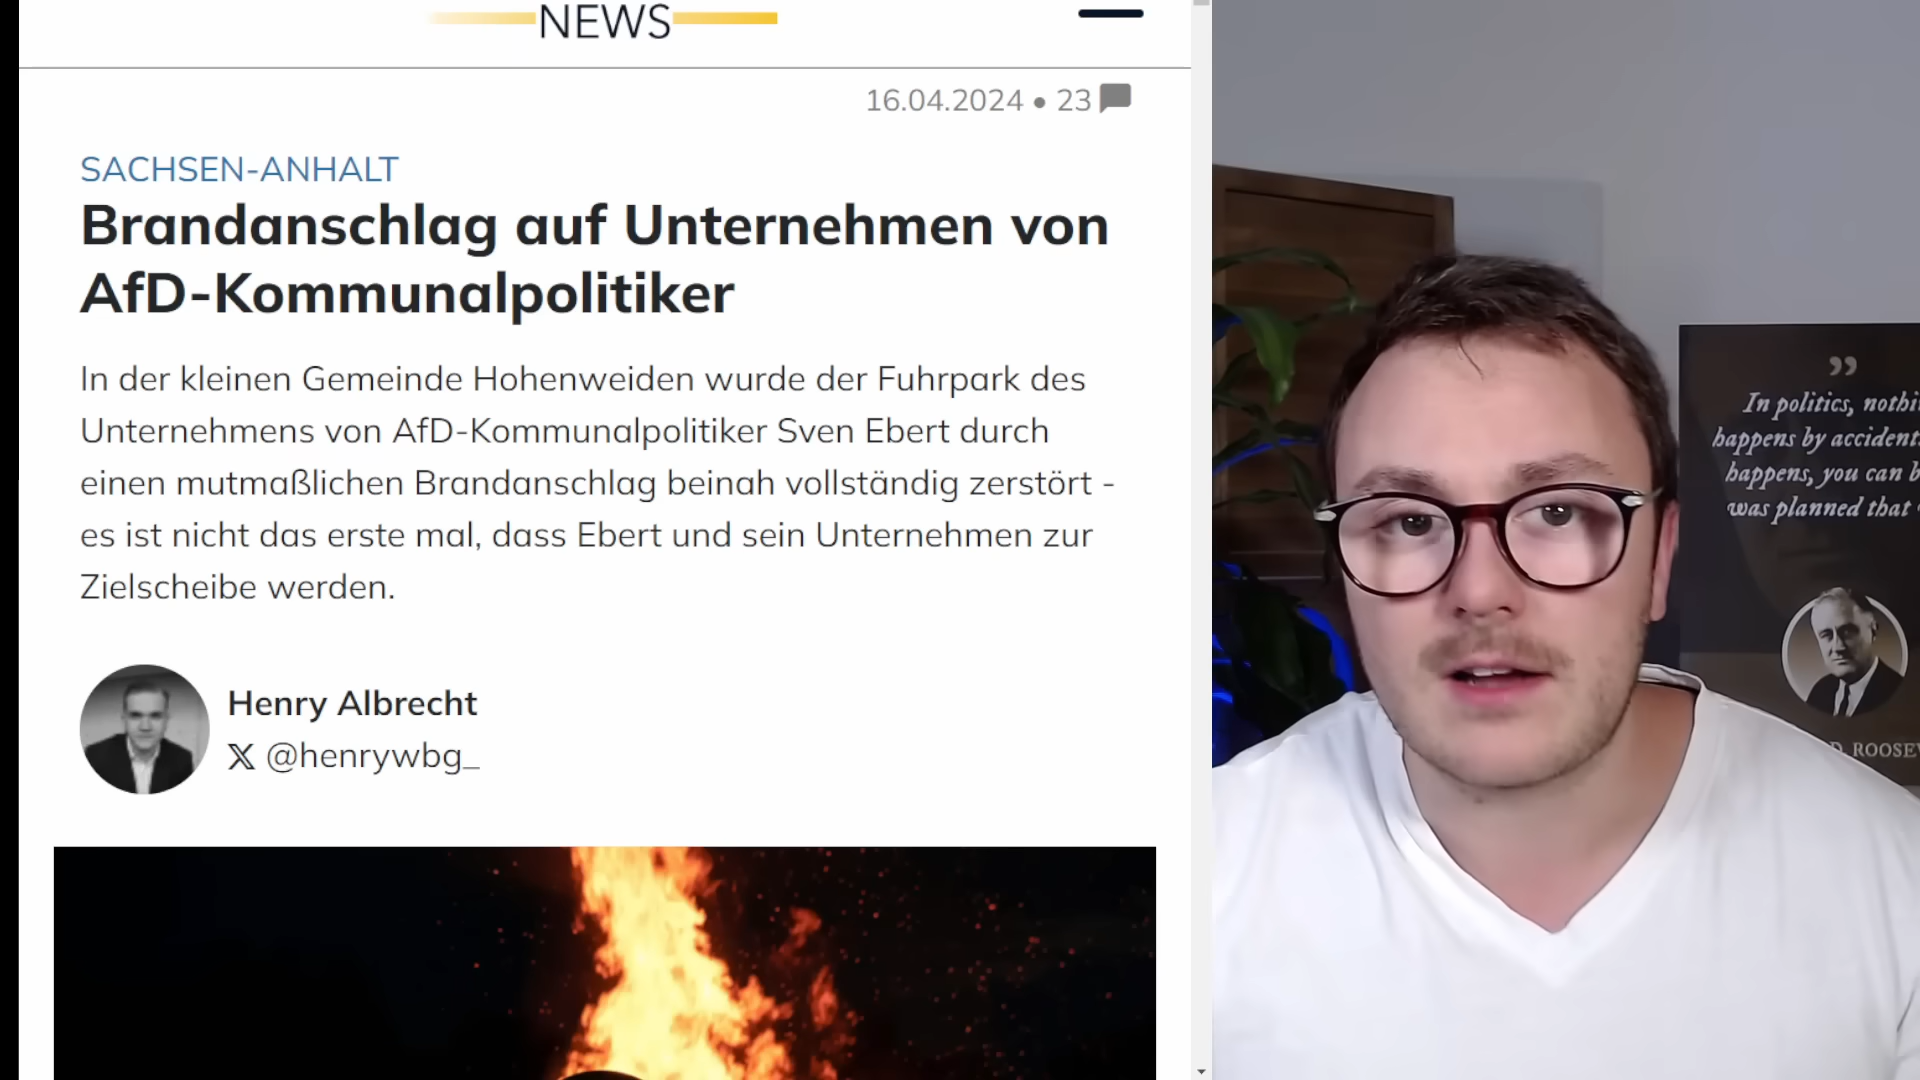 NEWS
16.04.2024 • 23
SACHSEN-ANHALT
Brandanschlag auf Unternehmen von
AfD-Kommunalpolitiker
In der kleinen Gemeinde Hohenweiden wurde der Fuhrpark des
Unternehmens von AfD-Kommunalpolitiker Sven Ebert durch
einen mutmaßlichen Brandanschlag beinah vollständig zerstört -
es ist nicht das erste mal, dass Ebert und sein Unternehmen zur
Zielscheibe werden.
Henry Albrecht
X @henrywbg_
”
In politics,
happens by
happens, you can
was planned that